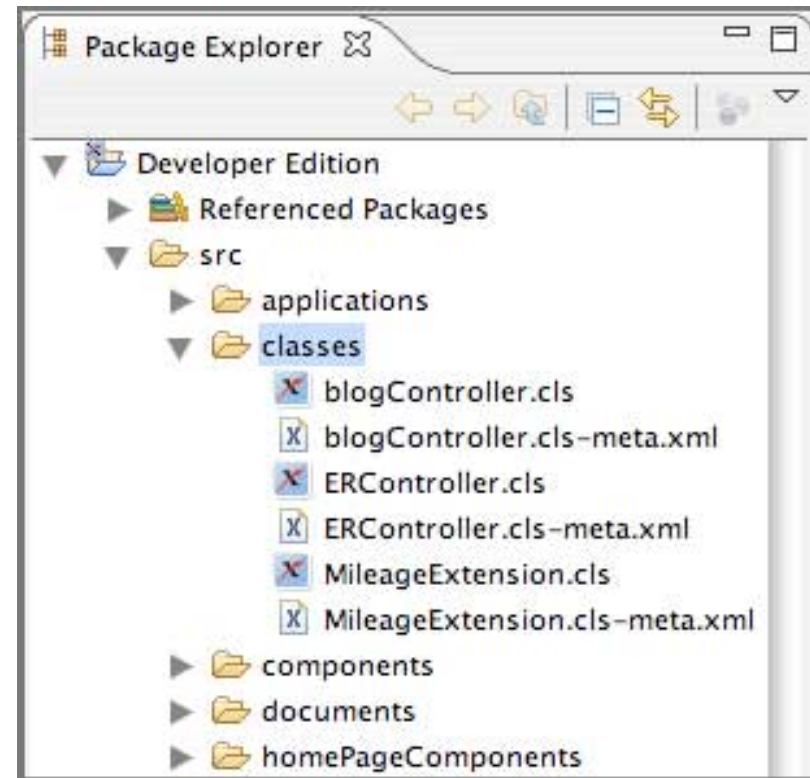 Package Explorer
Developer Edition
Referenced Packages
src
applications
classes
blogController.cls
blogController.cls-meta.xml
ERController.cls
ERController.cls-meta.xml
MileageExtension.cls
MileageExtension.cls-meta.xml
components
documents
homePageComponents